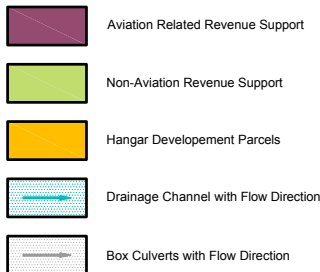 Aviation Related Revenue Support
Non-Aviation Revenue Support
Hangar Developement Parcels
Drainage Channel with Flow Direction
Box Culverts with Flow Direction